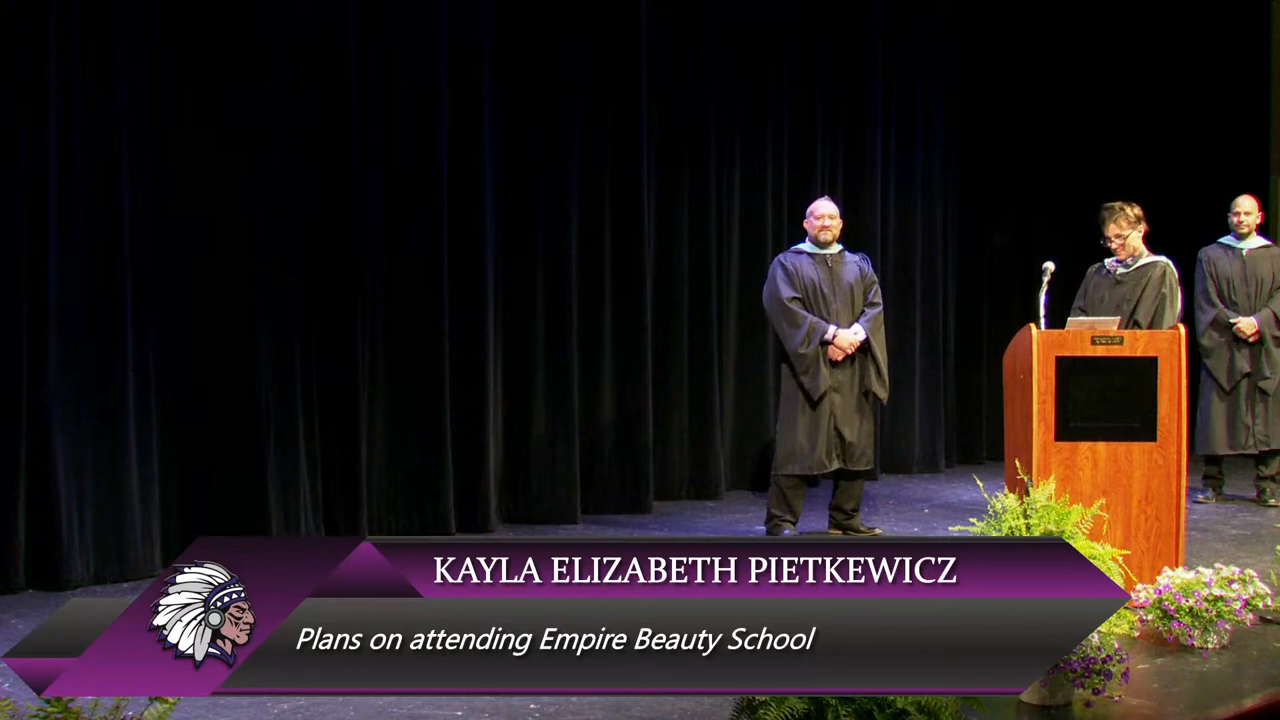 KAYLA ELIZABETH PIETKEWICZ
Plans on attending Empire Beauty School